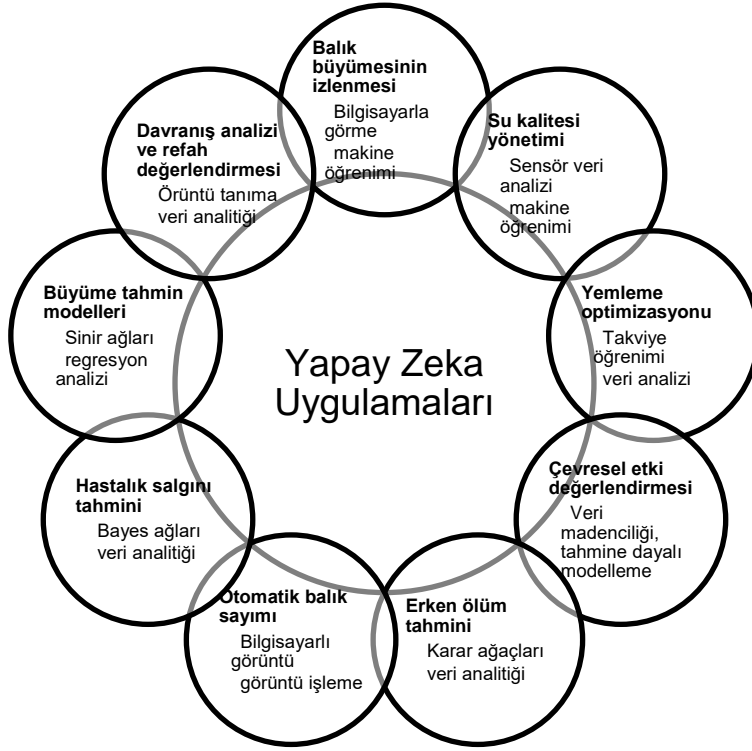 Balık
büyümesinin
izlenmesi
Bilgisayarla
görme
makine
öğrenimi
Su kalitesi
yönetimi
Sensör veri
analizi
makine
öğrenimi
Yemleme
optimizasyonu
Takviye
öğrenimi
veri analizi
Çevresel etki
değerlendirmesi
Veri
madenciliği,
tahmine dayalı
modelleme
Erken ölüm
tahmini
Karar ağaçları
veri analitiği
Otomatik balık
sayımı
Bilgisayarlı
görüntü
görüntü işleme
Hastalık salgını
tahmini
Bayes ağları
veri analitiği
Büyüme tahmin
modelleri
Sinir ağları
regresyon
analizi
Davranış analizi
ve refah
değerlendirmesi
Örüntü tanıma
veri analitiği
Yapay Zeka
Uygulamaları